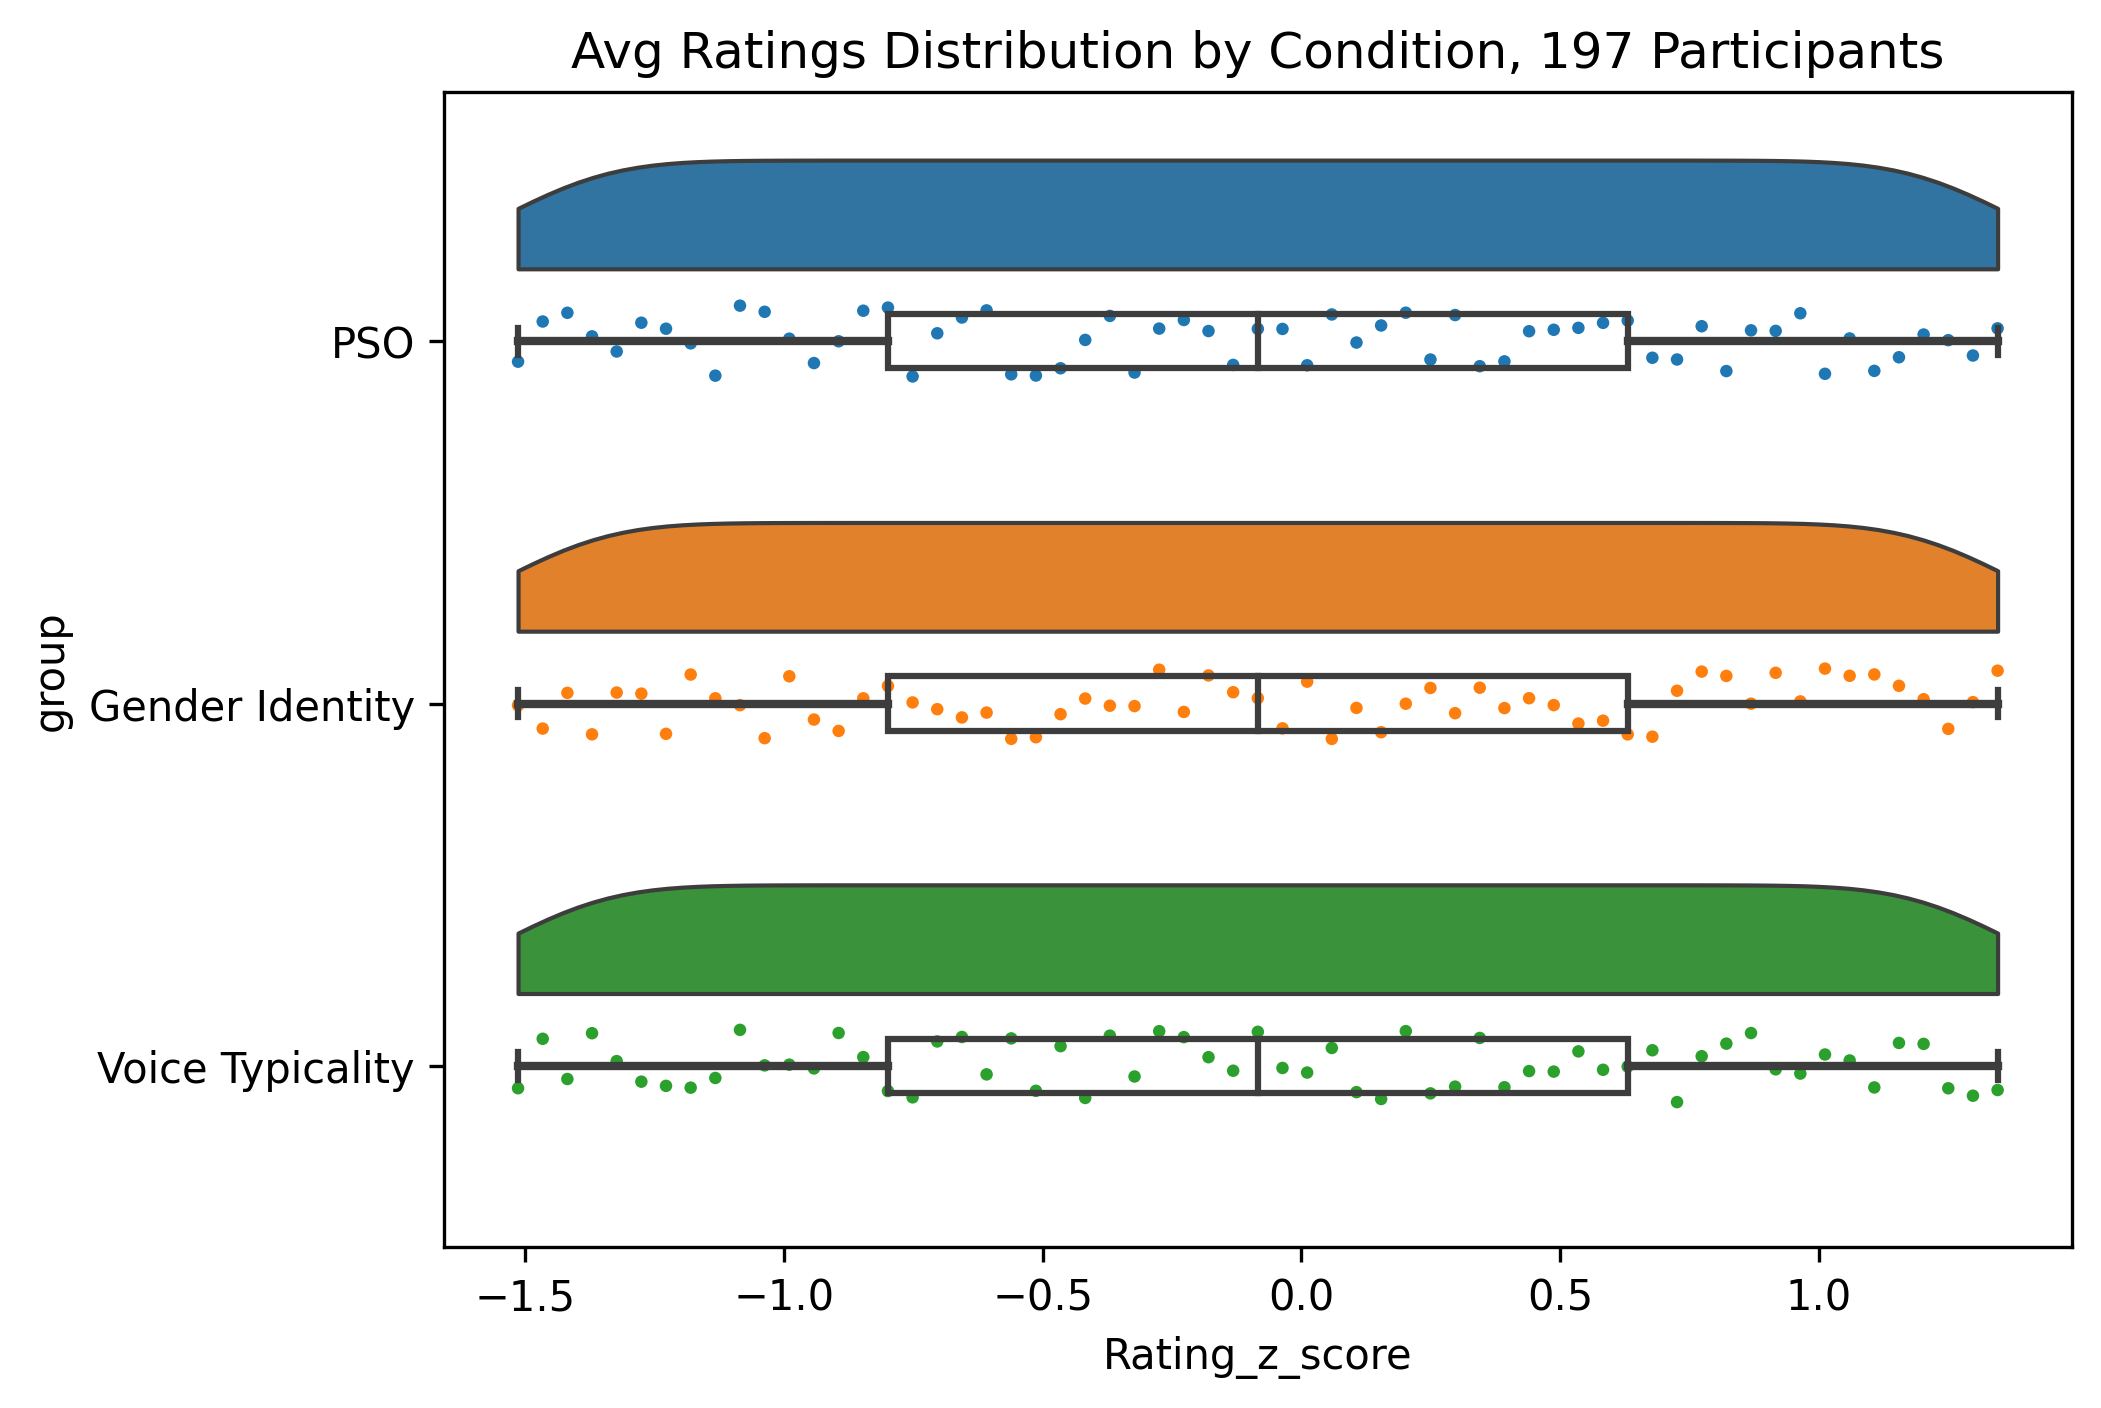 Avg Ratings Distribution by Condition, 197 Participants
group
PSO
Gender Identity
Voice Typicality
−1.5 −1.0 −0.5 0.0 0.5 1.0
Rating_z_score